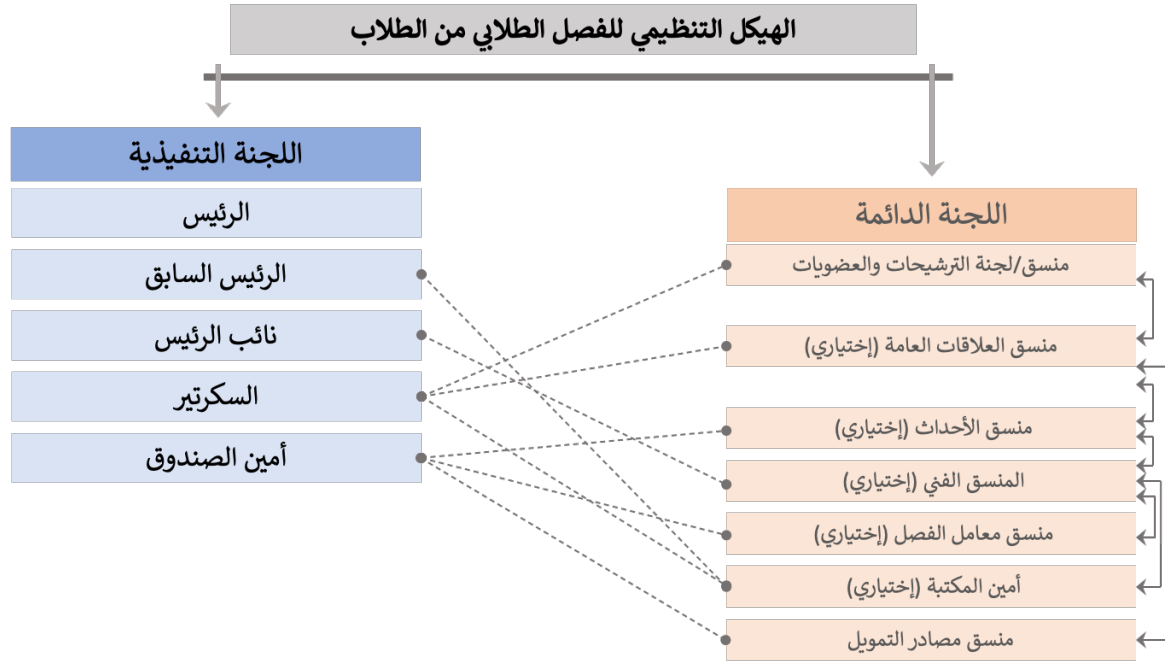 الهيكل التنظيمي للفصل الطلابي من الطلاب
اللجنة التنفيذية
الرئيس
الرئيس السابق
نائب الرئيس
السكرتير
أمين الصندوق
اللجنة الدائمة
منسق/لجنة الترشيحات والعضويات
منسق العلاقات العامة (إختياري)
منسق الأحداث (إختياري)
المنسق الفني (إختياري)
منسق معامل الفصل (إختياري)
أمين المكتبة (إختياري)
منسق مصادر التمويل